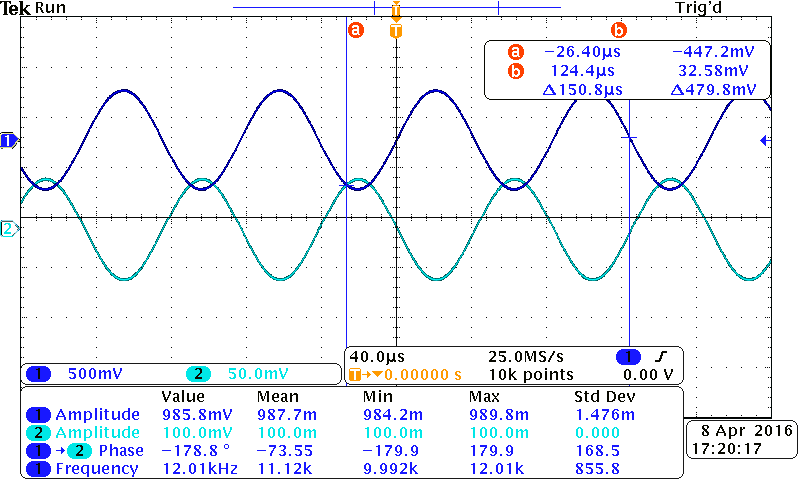 Tek Run Trig'd
a b
T
a −26.40µs −447.2mV
b 124.4µs 32.58mV
Δ150.8µs Δ479.8mV
1
2
1 500mV 2 50.0mV
40.0µs 25.0MS/s 1
T 0.00000 s 10k points 0.00 V
Value Mean Min Max Std Dev
1 Amplitude 985.8mV 987.7m 984.2m 989.8m 1.476m
2 Amplitude 100.0mV 100.0m 100.0m 100.0m 0.000
1 → 2 Phase −178.8 ° −73.55 −179.9 179.9 168.5
1 Frequency 12.01kHz 11.12k 9.992k 12.01k 855.8
8 Apr 2016
17:20:17